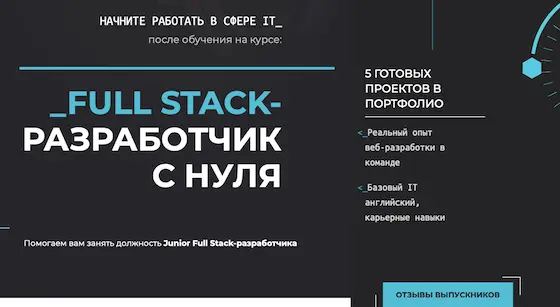 НАЧНИТЕ РАБОТАТЬ В СФЕРЕ IT_
после обучения на курсе:
_FULL STACK-
РАЗРАБОТЧИК
С НУЛЯ
Помогаем вам занять должность Junior Full Stack-разработчика
5 ГОТОВЫХ
ПРОЕКТОВ В
ПОРТФОЛИО
<_Реальный опыт
веб-разработки в
команде
<_Базовый IT
английский,
карьерные навыки
ОТЗЫВЫ ВЫПУСКНИКОВ